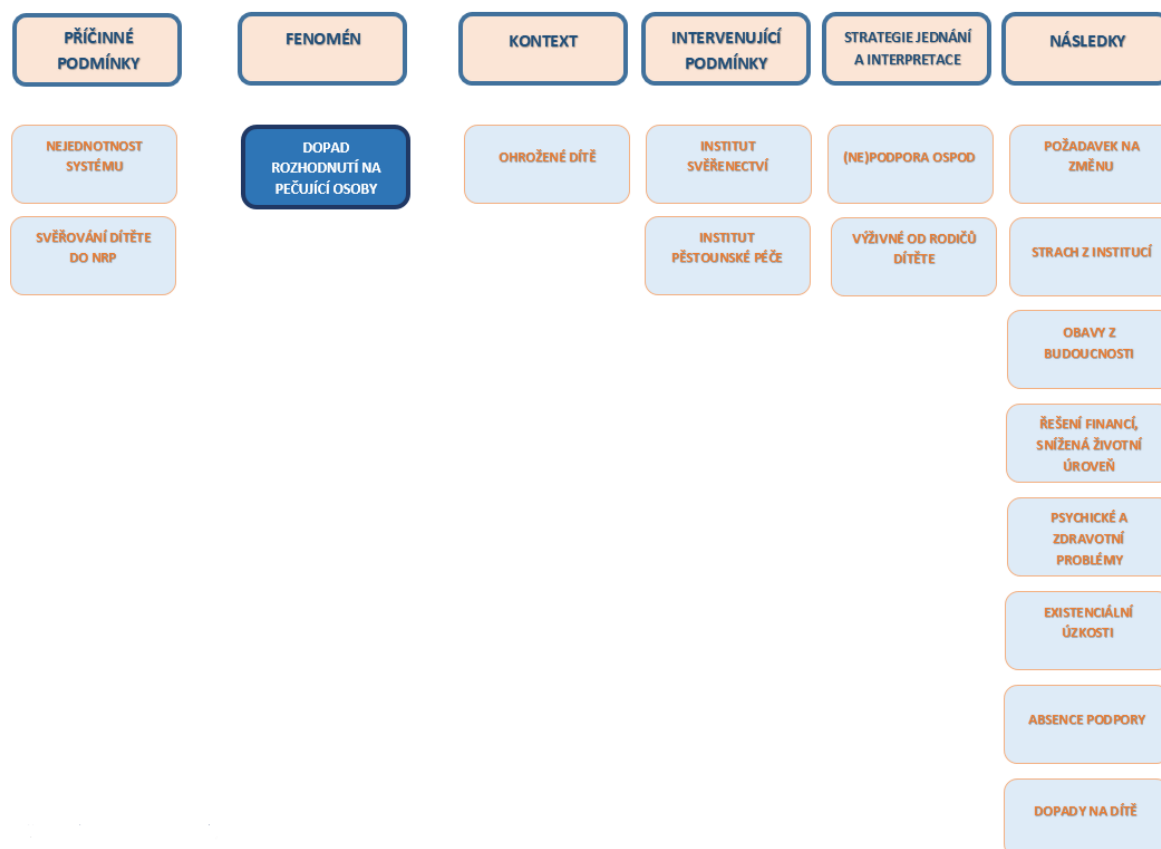 PŘÍČINNÉ
PODMÍNKY
FENOMÉN
KONTEXT
INTERVENUJÍCÍ
PODMÍNKY
STRATEGIE JEDNÁNÍ
A INTERPRETACE
NÁSLEDKY
NEJEDNOTNOST
SYSTÉMU
SVĚŘOVÁNÍ DÍTĚTE
DO NRP
DOPAD
ROZHODNUTÍ NA
PEČUJÍCÍ OSOBY
OHROŽENÉ DÍTĚ
INSTITUT
SVĚŘENECTVÍ
INSTITUT
PĚSTOUNSKÉ PÉČE
(NE)PODPORA OSPOD
VÝŽIVNÉ OD RODIČŮ
DÍTĚTE
POŽADAVEK NA
ZMĚNU
STRACH Z INSTITUCÍ
OBAVY Z
BUDOUCNOSTI
ŘEŠENÍ FINANCÍ,
SNÍŽENÁ ŽIVOTNÍ
ÚROVEŇ
PSYCHICKÉ A
ZDRAVOTNÍ
PROBLÉMY
EXISTENCIÁLNÍ
ÚZKOSTI
ABSENCE PODPORY
DOPADY NA DÍTĚ